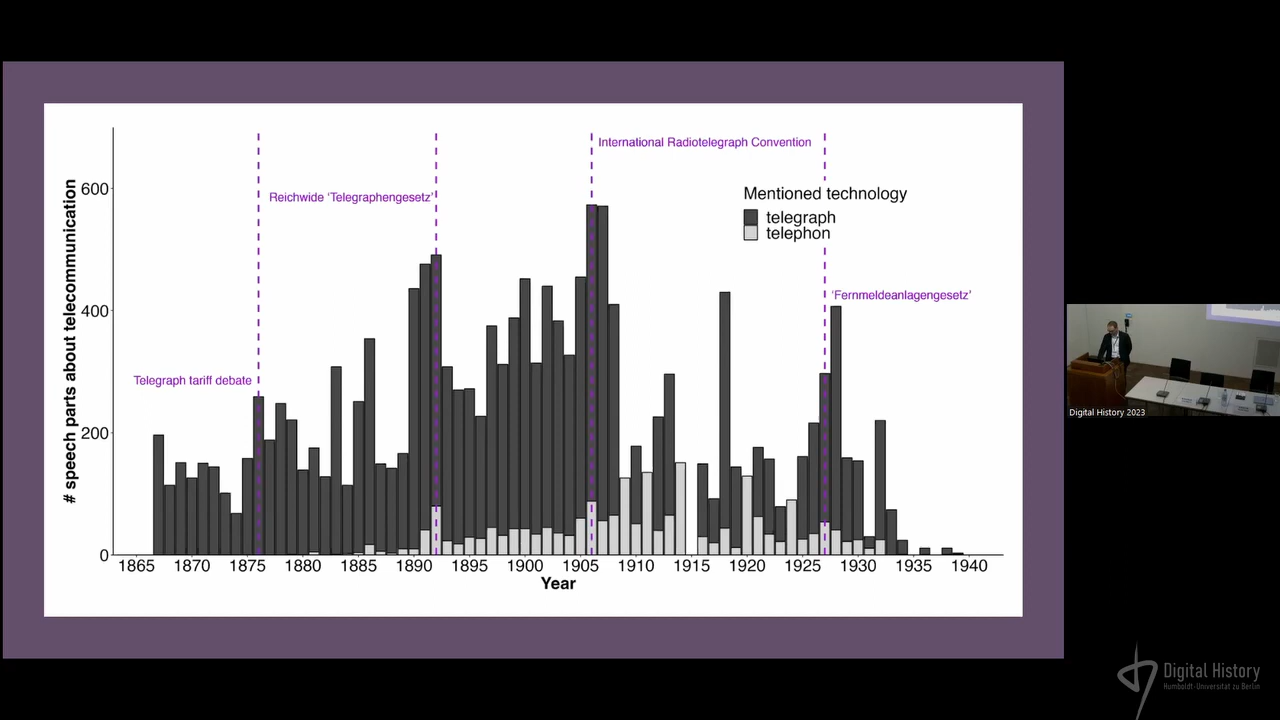 International Radiotelegraph Convention
600
Mentioned technology
Reichwide ‘Telegraphengesetz’
telegraph
telephon
# speech parts about telecommunication
400
‘Fernmeldeanlagengesetz’
Telegraph tariff debate
200
0
1865 1870 1875 1880 1885 1890 1895 1900 1905 1910 1915 1920 1925 1930 1935 1940
Year
Digital History 2023
Digital History
Humboldt-Universität zu Berlin